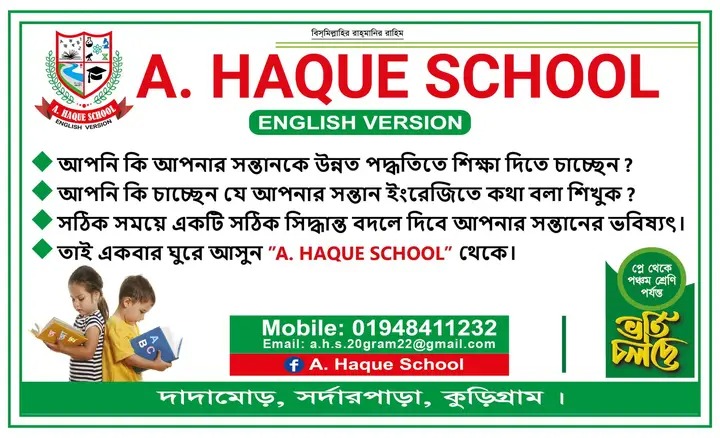 বিস্‌মিল্লাহির রাহ্‌মানির রাহিম
A. HAQUE SCHOOL
A. HAQUE SCHOOL
ENGLISH VERSION
ENGLISH VERSION
আপনি কি আপনার সন্তানকে উন্নত পদ্ধতিতে শিক্ষা দিতে চাচ্ছেন ?
আপনি কি চাচ্ছেন যে আপনার সন্তান ইংরেজিতে কথা বলা শিখুক ?
সঠিক সময়ে একটি সঠিক সিদ্ধান্ত বদলে দিবে আপনার সন্তানের ভবিষ্যৎ।
তাই একবার ঘুরে আসুন "A. HAQUE SCHOOL" থেকে।
প্লে থেকে
পঞ্চম শ্রেণি
পর্যন্ত
ভর্তি
চলছে
A B C
Mobile: 01948411232
Email: a.h.s.20gram22@gmail.com
f A. Haque School
দাদামোড়, সর্দারপাড়া, কুড়িগ্রাম ।